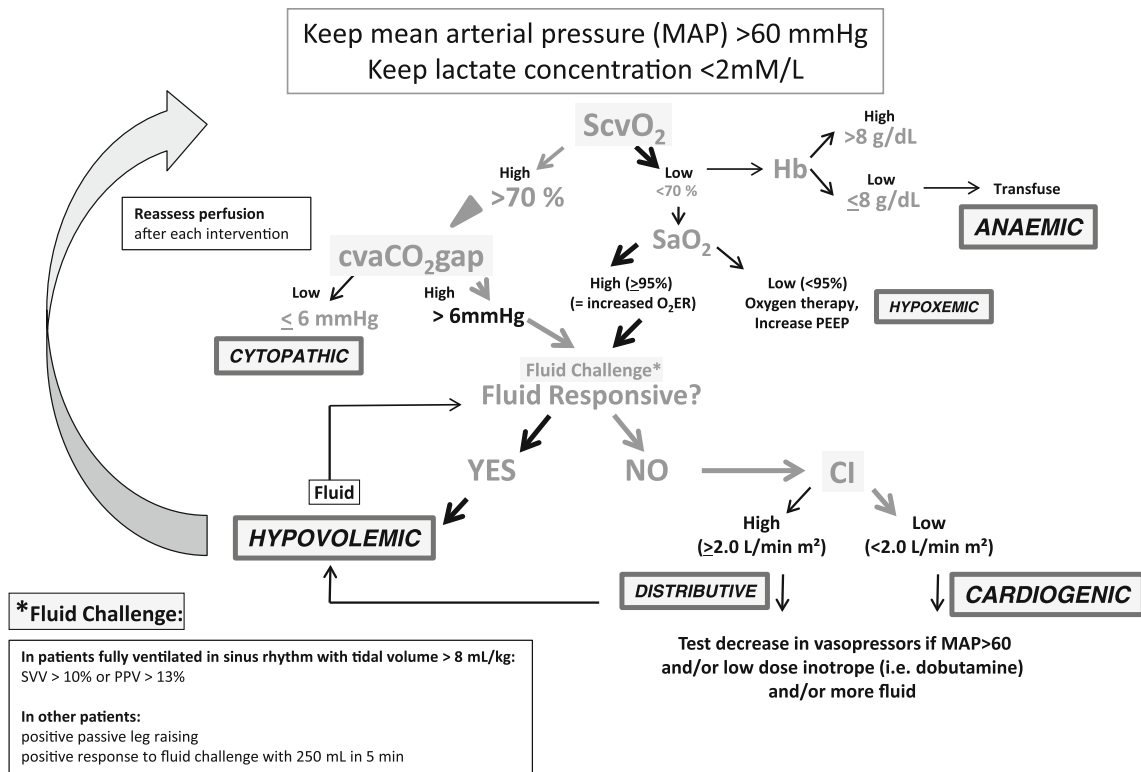 Keep mean arterial pressure (MAP) >60 mmHg
Keep lactate concentration <2mM/L
ScvO₂
High
>70 %
Low
<70 %
Hb
High
>8 g/dL
Low
≤8 g/dL
Transfuse
ANAEMIC
Reassess perfusion
after each intervention
cvaCO₂gap
SaO₂
Low
≤ 6 mmHg
CYTOPATHIC
High
> 6mmHg
High (≥95%)
(= increased O₂ER)
Low (<95%)
Oxygen therapy,
Increase PEEP
HYPOXEMIC
Fluid Challenge*
Fluid Responsive?
YES
NO
CI
Fluid
HYPOVOLEMIC
High
(≥2.0 L/min m²)
Low
(<2.0 L/min m²)
DISTRIBUTIVE
CARDIOGENIC
Test decrease in vasopressors if MAP>60
and/or low dose inotrope (i.e. dobutamine)
and/or more fluid
*Fluid Challenge:
In patients fully ventilated in sinus rhythm with tidal volume > 8 mL/kg:
SVV > 10% or PPV > 13%
In other patients:
positive passive leg raising
positive response to fluid challenge with 250 mL in 5 min